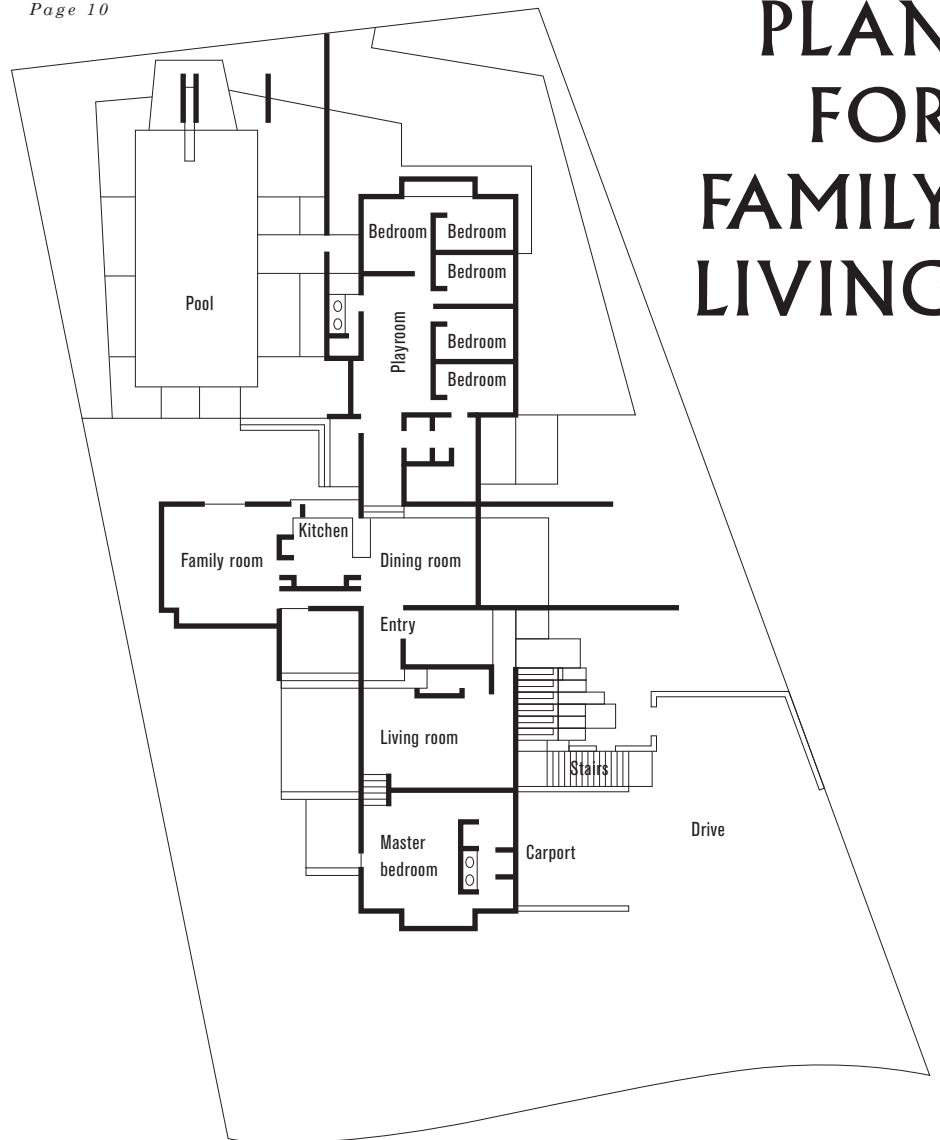 Page 10
PLAN
FOR
FAMILY
LIVING
Bedroom
Bedroom
Bedroom
Pool
Playroom
Bedroom
Bedroom
Kitchen
Family room
Dining room
Entry
Living room
Stairs
Drive
Master
bedroom
Carport